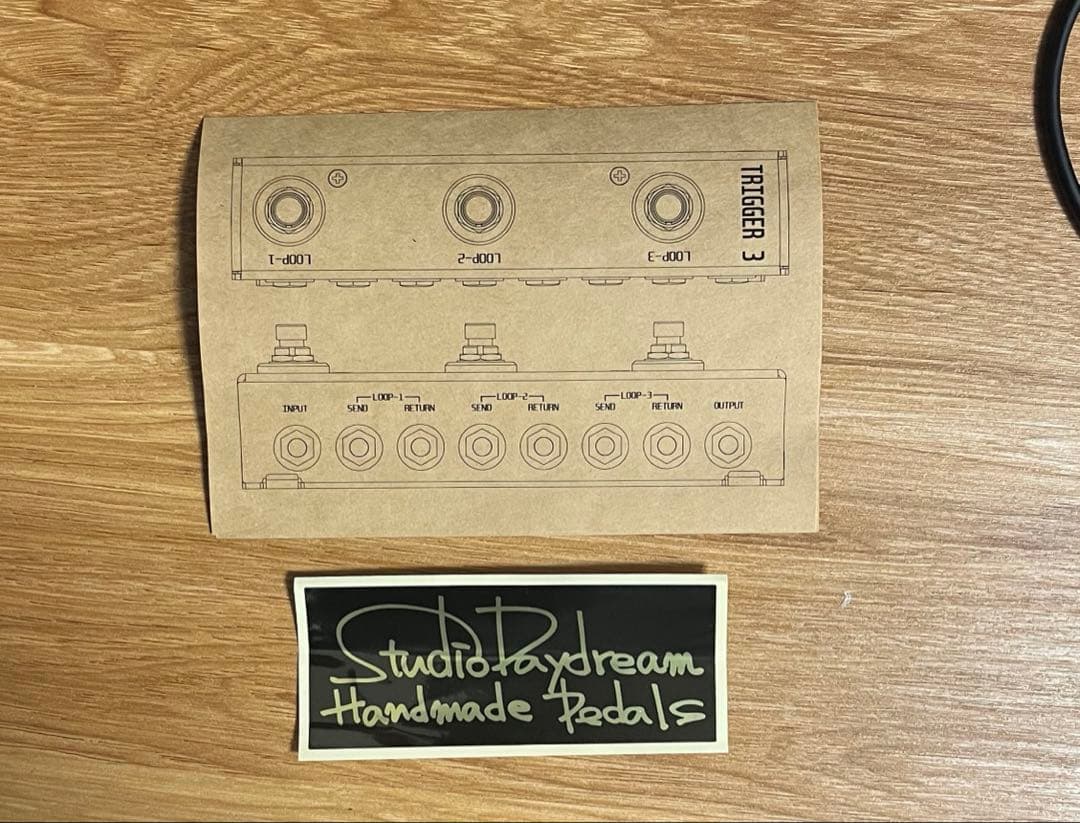 TRIGGER 3
LOOP-1
LOOP-2
LOOP-3
LOOP-1
LOOP-2
LOOP-3
INPUT
SEND
RETURN
SEND
RETURN
SEND
RETURN
OUTPUT
StudioDaydream
Handmade Pedals